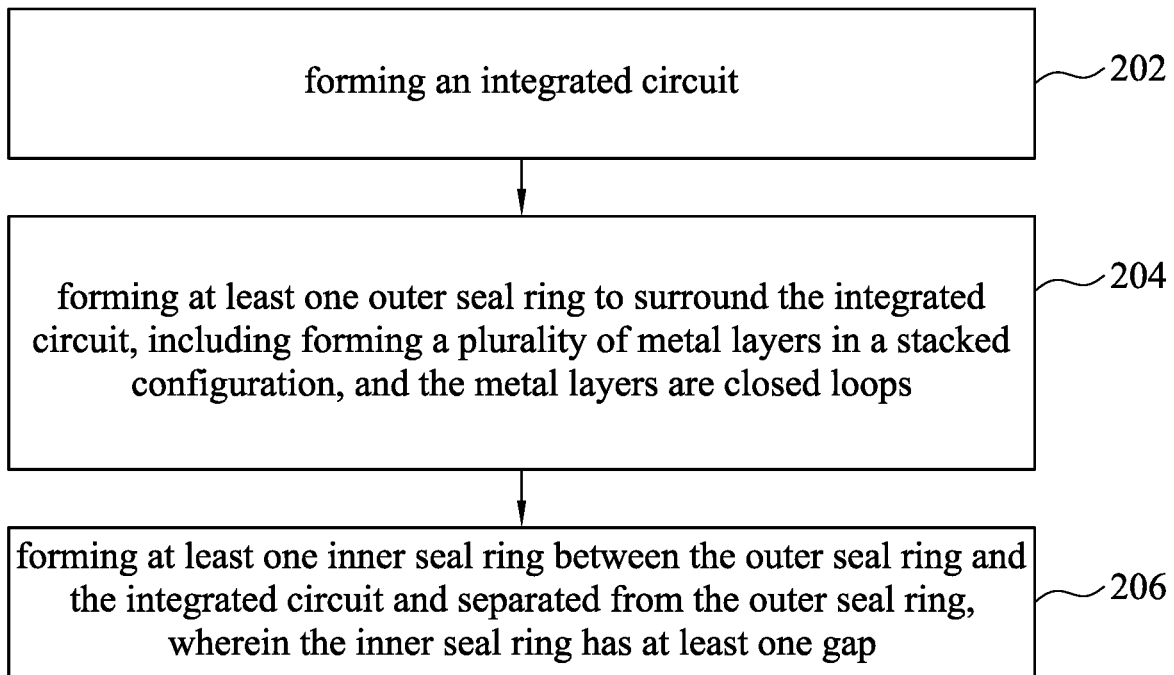 forming an integrated circuit
202
forming at least one outer seal ring to surround the integrated
circuit, including forming a plurality of metal layers in a stacked
configuration, and the metal layers are closed loops
204
forming at least one inner seal ring between the outer seal ring and
the integrated circuit and separated from the outer seal ring,
wherein the inner seal ring has at least one gap
206